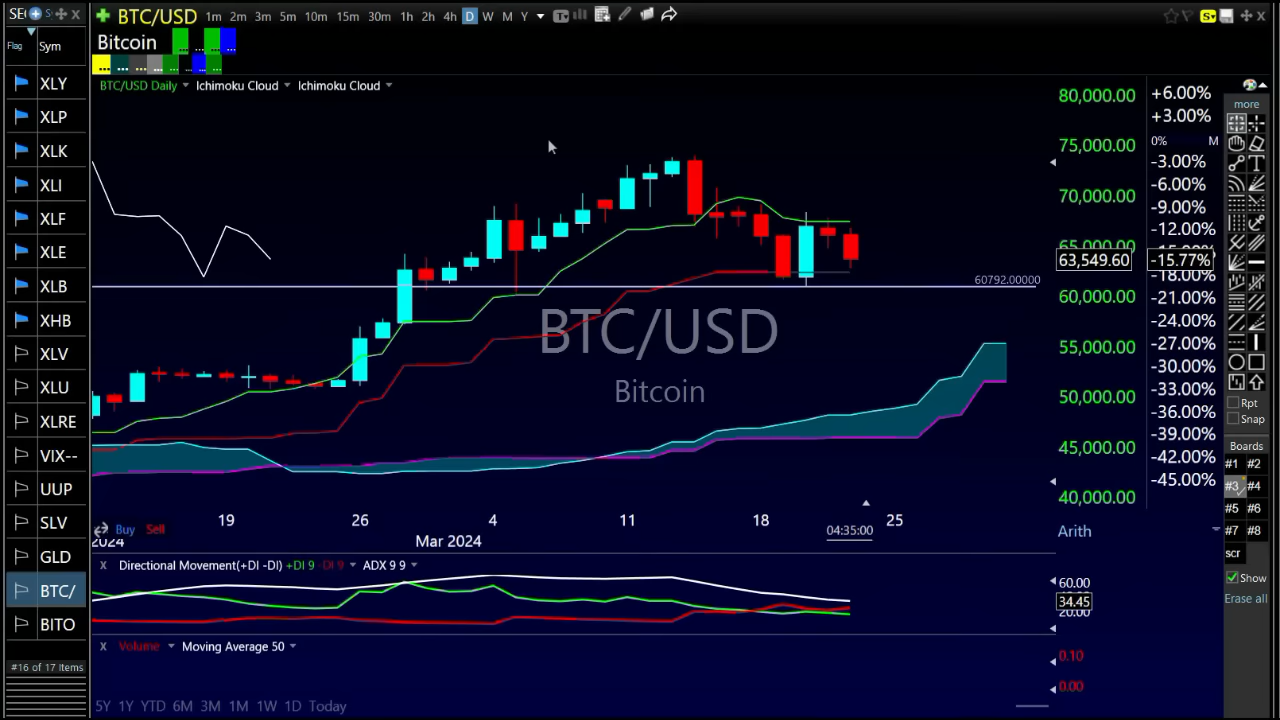 SE
BTC/USD 1m 2m 3m 5m 10m 15m 30m 1h 2h 4h D W M Y
Flag Sym
Bitcoin
BTC/USD Daily Ichimoku Cloud Ichimoku Cloud
XLY
XLP
XLK
XLI
XLF
XLE
XLB
XHB
XLV
XLU
XLRE
VIX--
UUP
SLV
GLD
BTC/
BITO
#16 of 17 Items
BTC/USD
Bitcoin
60792.00000
80,000.00
75,000.00
70,000.00
65,000.00
63,549.60
60,000.00
55,000.00
50,000.00
45,000.00
40,000.00
+6.00%
+3.00%
0% M
-3.00%
-6.00%
-9.00%
-12.00%
-15.77%
-18.00%
-21.00%
-24.00%
-27.00%
-30.00%
-33.00%
-36.00%
-39.00%
-42.00%
-45.00%
19 26 4 11 18 25
Buy Sell
2024 Mar 2024 04:35:00
Arith
X Directional Movement(+DI -DI) +DI 9 DI 9 ADX 9 9
60.00
34.45
20.00
X Volume Moving Average 50
0.10
0.00
5Y 1Y YTD 6M 3M 1M 1W 1D Today
more
Rpt
Snap
Boards
#1 #2
#3 #4
#5 #6
#7 #8
scr
Show
Erase all